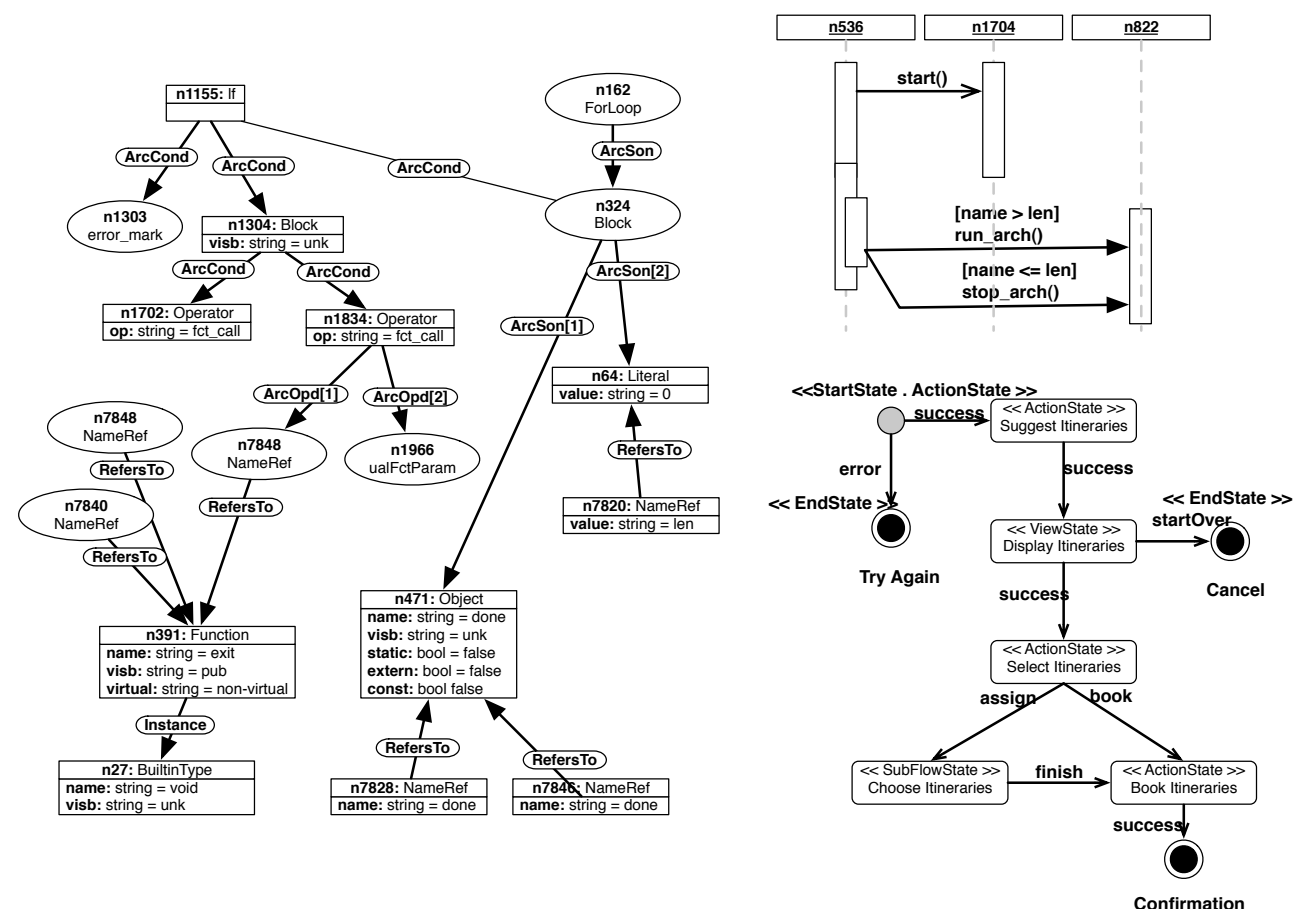 n1155: If
ArcCond
ArcCond
ArcCond
n162
ForLoop
ArcSon
n1303
error_mark
n1304: Block
visb: string = unk
n324
Block
ArcCond
ArcCond
ArcSon[2]
n1702: Operator
op: string = fct_call
n1834: Operator
op: string = fct_call
ArcSon[1]
n64: Literal
value: string = 0
ArcOpd[1]
ArcOpd[2]
n7848
NameRef
n7848
NameRef
n1966
ualFctParam
RefersTo
RefersTo
RefersTo
n7840
NameRef
RefersTo
n7820: NameRef
value: string = len
n391: Function
name: string = exit
visb: string = pub
virtual: string = non-virtual
n471: Object
name: string = done
visb: string = unk
static: bool = false
extern: bool = false
const: bool false
Instance
RefersTo
RefersTo
n27: BuiltinType
name: string = void
visb: string = unk
n7828: NameRef
name: string = done
n7846: NameRef
name: string = done
n536
n1704
n822
start()
[name > len]
run_arch()
[name <= len]
stop_arch()
<<StartState . ActionState >>
success
<< ActionState >>
Suggest Itineraries
error
success
<< EndState >>
<< EndState >>
startOver
<< ViewState >>
Display Itineraries
Try Again
Cancel
success
<< ActionState >>
Select Itineraries
assign
book
<< SubFlowState >>
Choose Itineraries
finish
<< ActionState >>
Book Itineraries
success
Confirmation